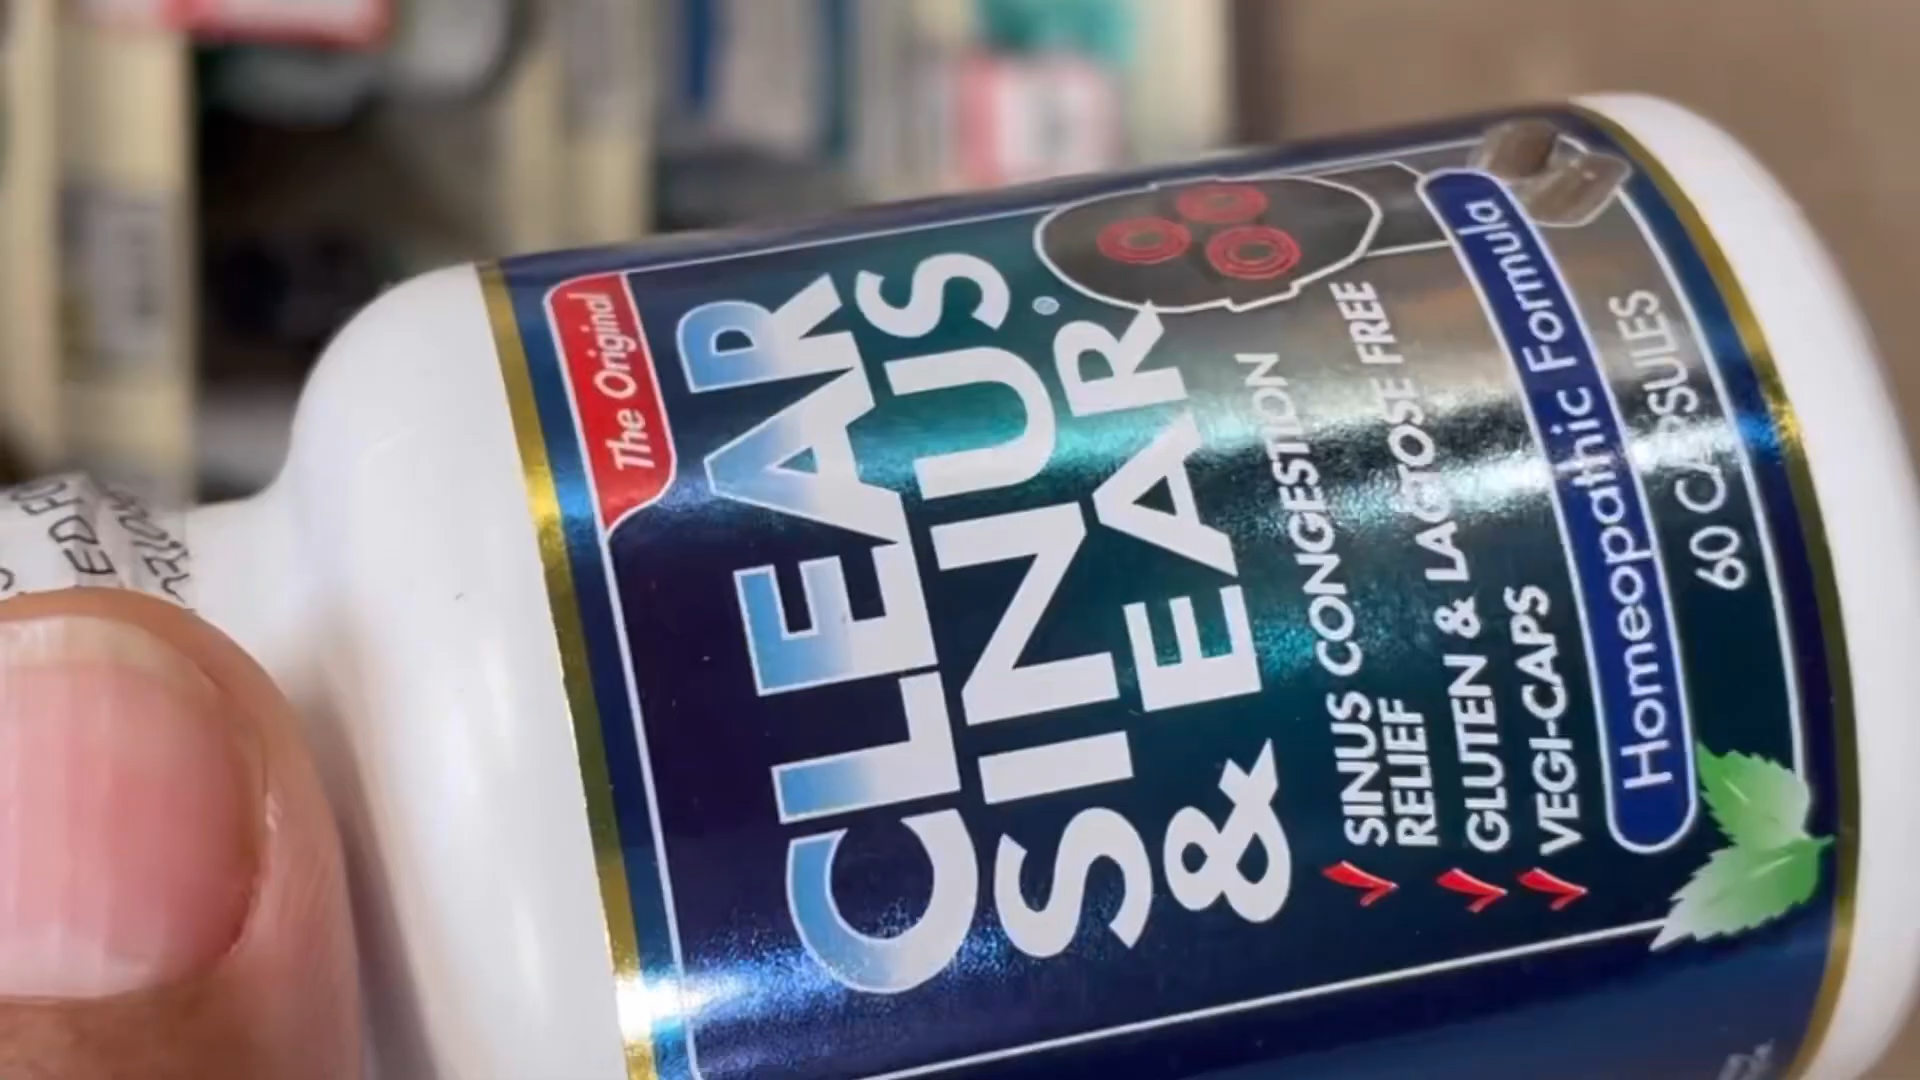 The Original
CLEAR
SINUS
& EAR®
SINUS CONGESTION
RELIEF
GLUTEN & LACTOSE FREE
VEGI-CAPS
Homeopathic Formula
60 CAPSULES